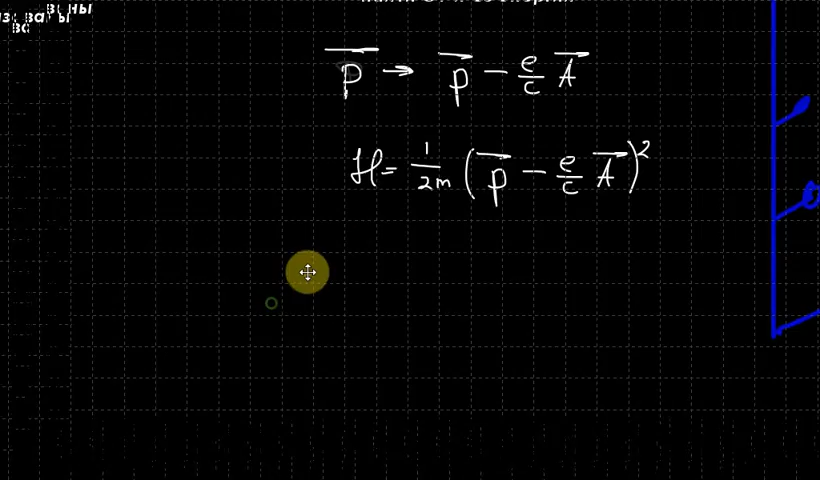 p⃗ → p⃗ − e/c A⃗
H = 1/2m (p⃗ − e/c A⃗)²